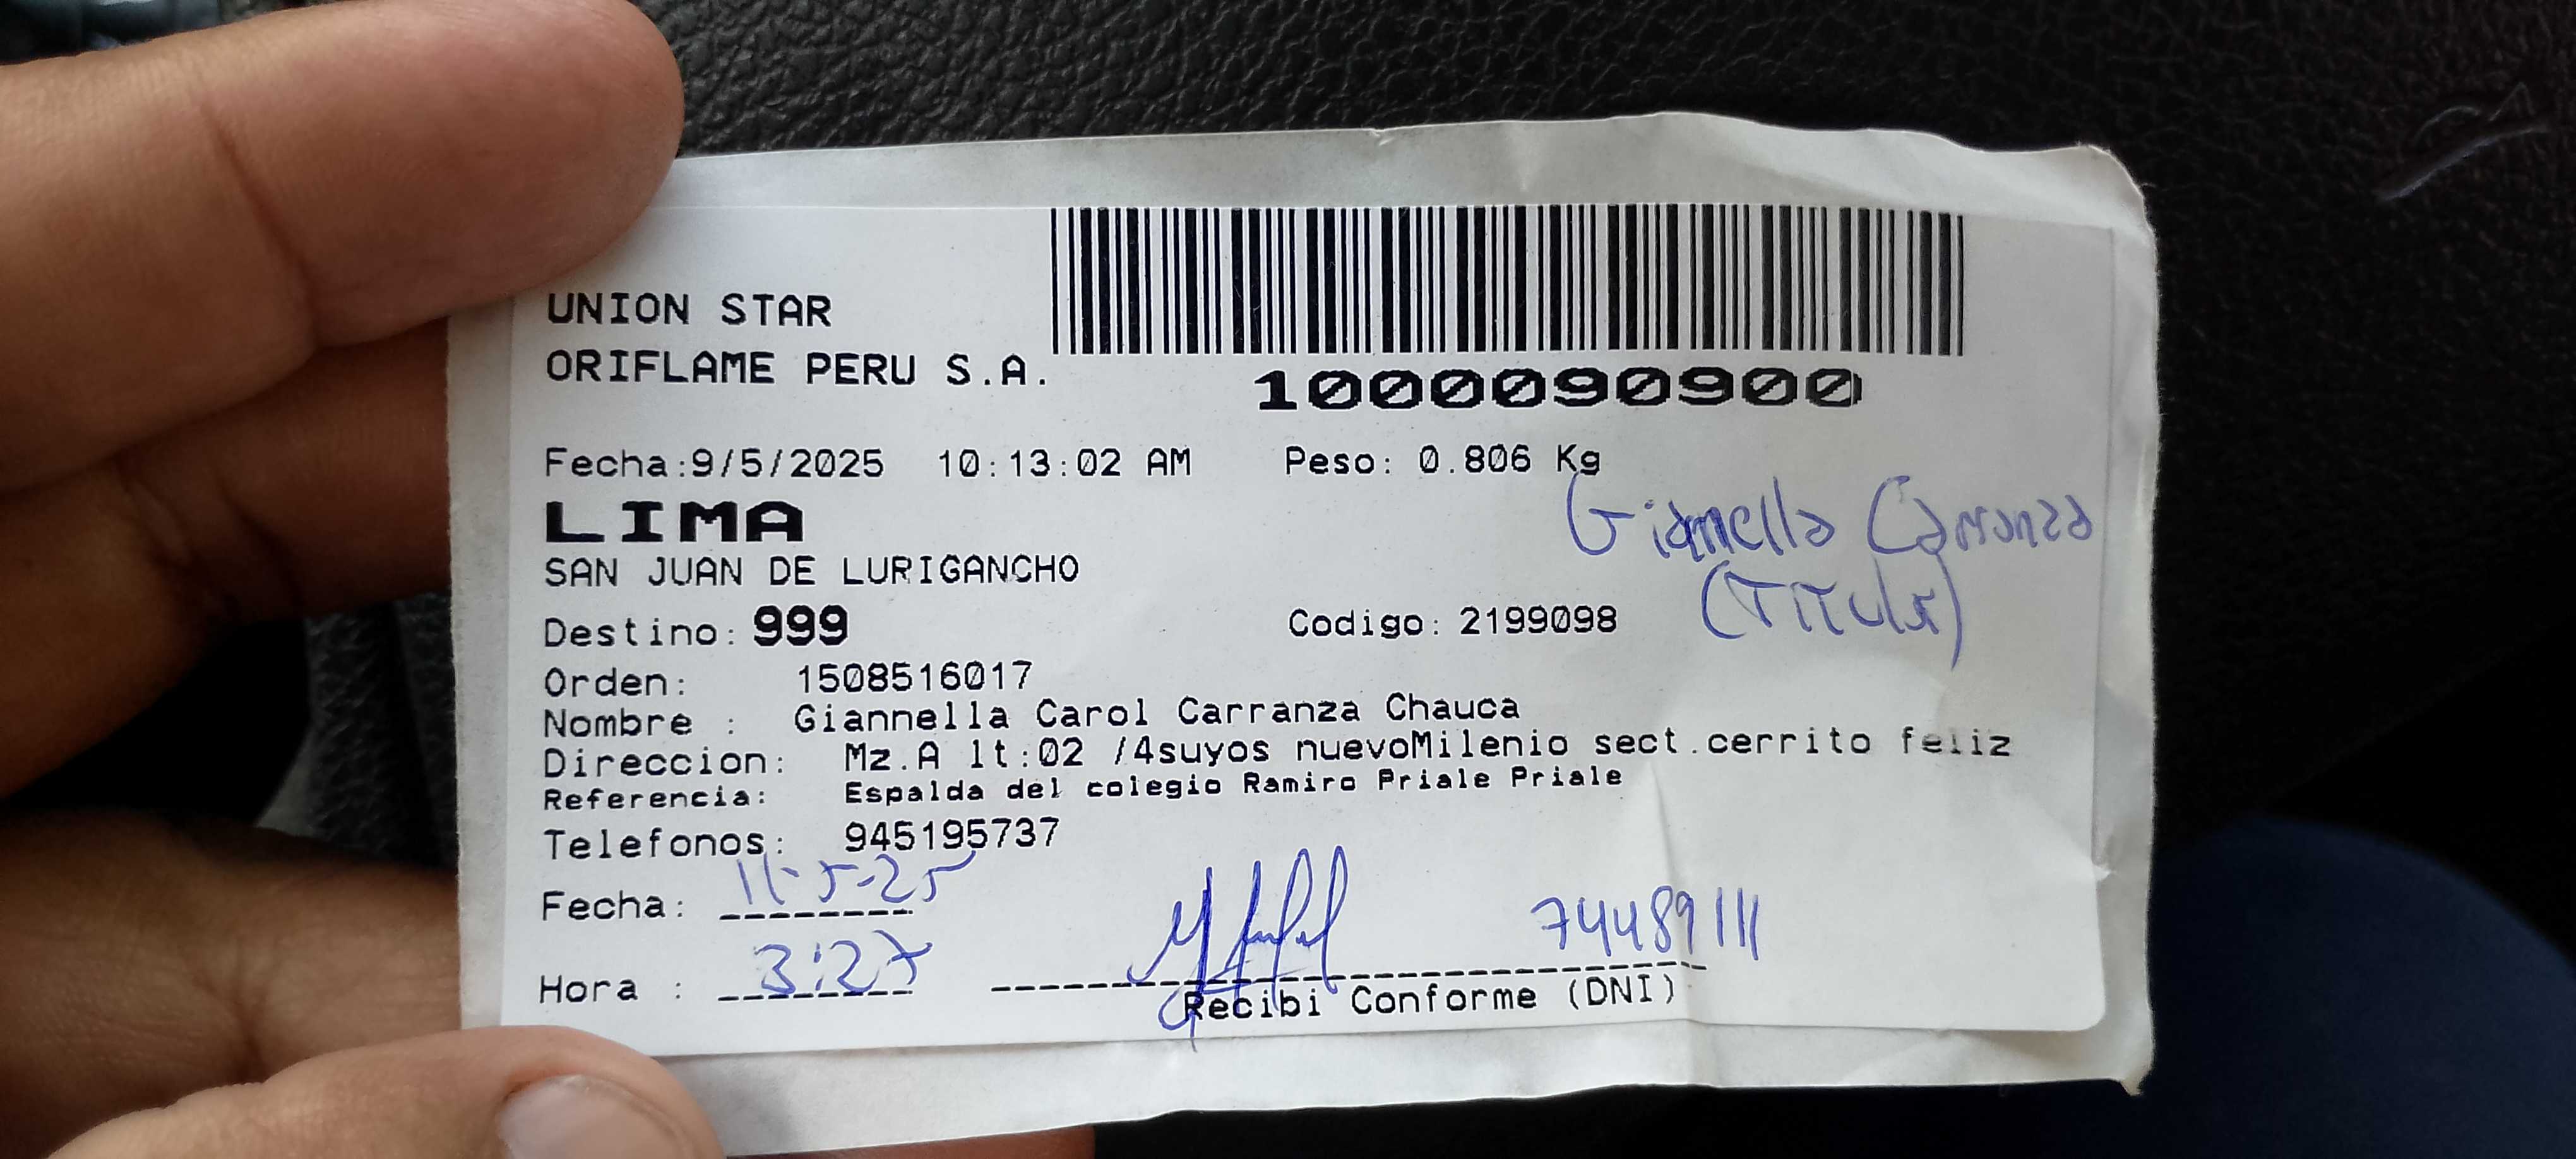 UNION STAR
ORIFLAME PERU S.A.
1000090900
Fecha:9/5/2025 10:13:02 AM Peso: 0.806 Kg
LIMA
Giannella Carranza
SAN JUAN DE LURIGANCHO
(TiTular)
Destino: 999 Codigo: 2199098
Orden: 1508516017
Nombre : Giannella Carol Carranza Chauca
Direccion: Mz.A lt:02 /4suyos nuevoMilenio sect.cerrito feliz
Referencia: Espalda del colegio Ramiro Priale Priale
Telefonos: 945195737
Fecha: 11-5-25
74489111
Hora : 3:27
Recibi Conforme (DNI)